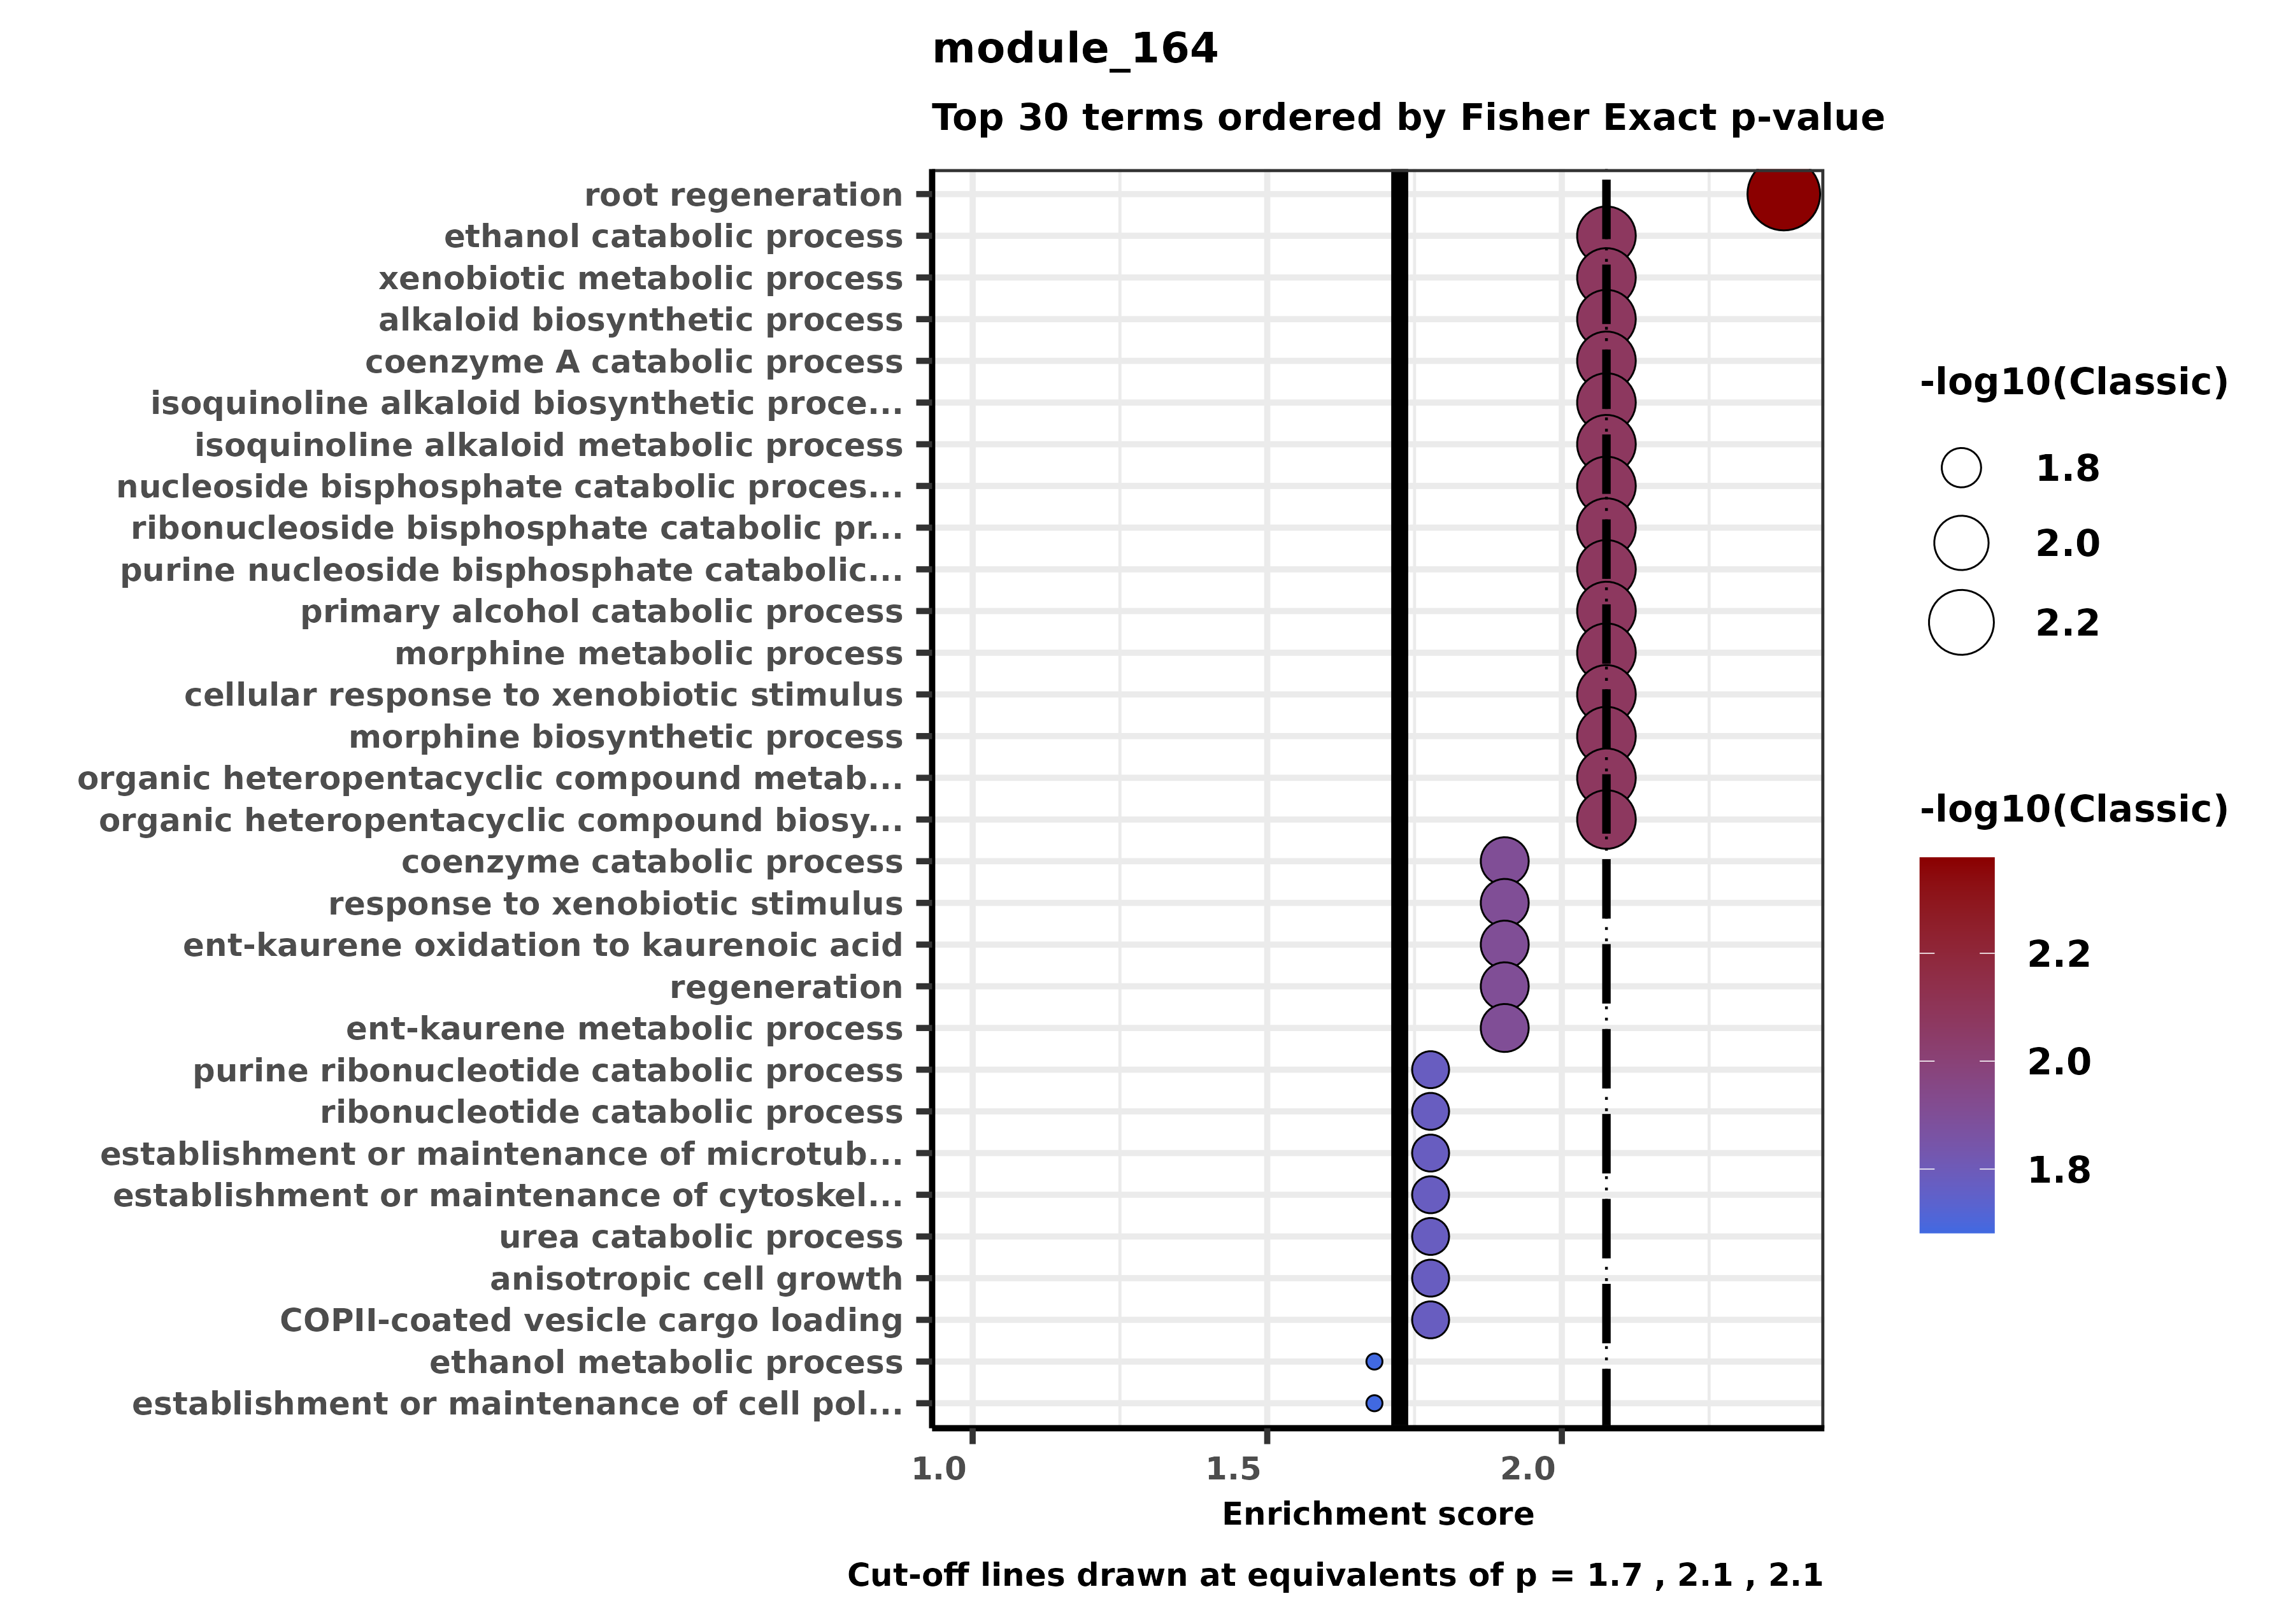 module_164
Top 30 terms ordered by Fisher Exact p-value
root regeneration
ethanol catabolic process
xenobiotic metabolic process
alkaloid biosynthetic process
coenzyme A catabolic process
isoquinoline alkaloid biosynthetic proce...
isoquinoline alkaloid metabolic process
nucleoside bisphosphate catabolic proces...
ribonucleoside bisphosphate catabolic pr...
purine nucleoside bisphosphate catabolic...
primary alcohol catabolic process
morphine metabolic process
cellular response to xenobiotic stimulus
morphine biosynthetic process
organic heteropentacyclic compound metab...
organic heteropentacyclic compound biosy...
coenzyme catabolic process
response to xenobiotic stimulus
ent-kaurene oxidation to kaurenoic acid
regeneration
ent-kaurene metabolic process
purine ribonucleotide catabolic process
ribonucleotide catabolic process
establishment or maintenance of microtub...
establishment or maintenance of cytoskel...
urea catabolic process
anisotropic cell growth
COPII-coated vesicle cargo loading
ethanol metabolic process
establishment or maintenance of cell pol...
1.0 1.5 2.0
Enrichment score
Cut-off lines drawn at equivalents of p = 1.7 , 2.1 , 2.1
-log10(Classic)
1.8
2.0
2.2
-log10(Classic)
2.2
2.0
1.8